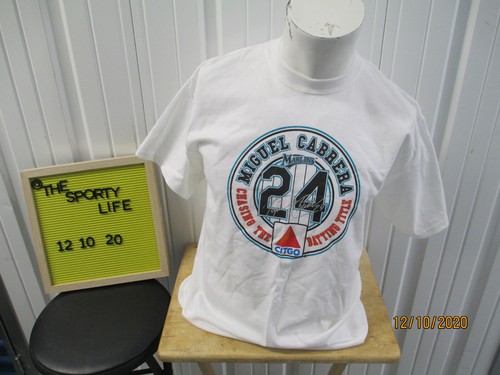 @THE
SPORTY
LIFE
12 10 20
MIGUEL CABRERA
MARLINS
24
CHASING THE BATTING TITLE
CITGO
12/10/2020